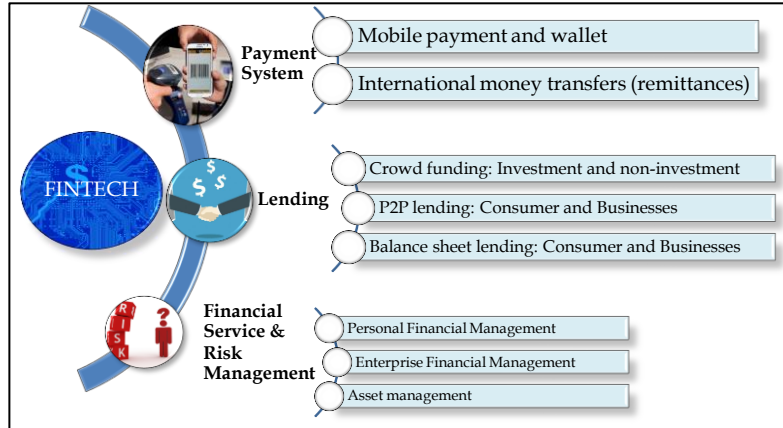 Payment
System
Mobile payment and wallet
International money transfers (remittances)
FINTECH
Lending
Crowd funding: Investment and non-investment
P2P lending: Consumer and Businesses
Balance sheet lending: Consumer and Businesses
RISK
?
Financial
Service &
Risk
Management
Personal Financial Management
Enterprise Financial Management
Asset management